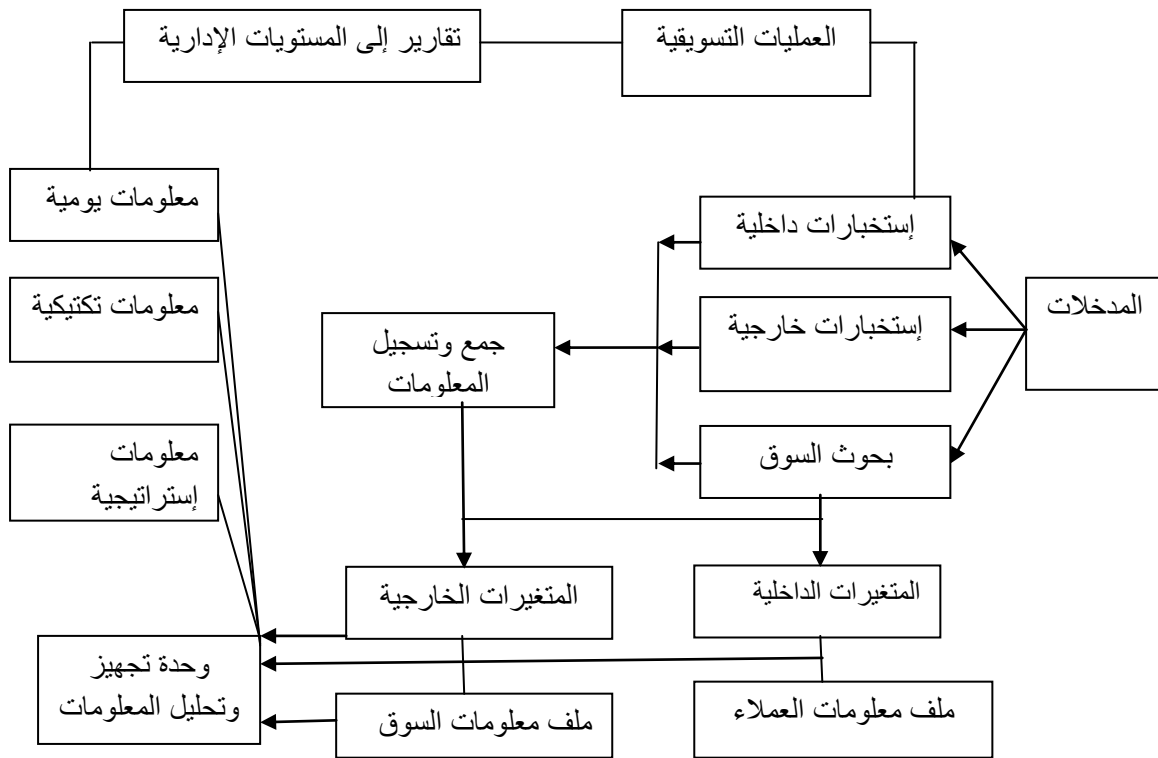 العمليات التسويقية
تقارير إلى المستويات الإدارية
معلومات يومية
إستخبارات داخلية
المدخلات
إستخبارات خارجية
معلومات تكتيكية
جمع وتسجيل
المعلومات
بحوث السوق
معلومات
إستراتيجية
المتغيرات الداخلية
المتغيرات الخارجية
وحدة تجهيز
وتحليل المعلومات
ملف معلومات العملاء
ملف معلومات السوق